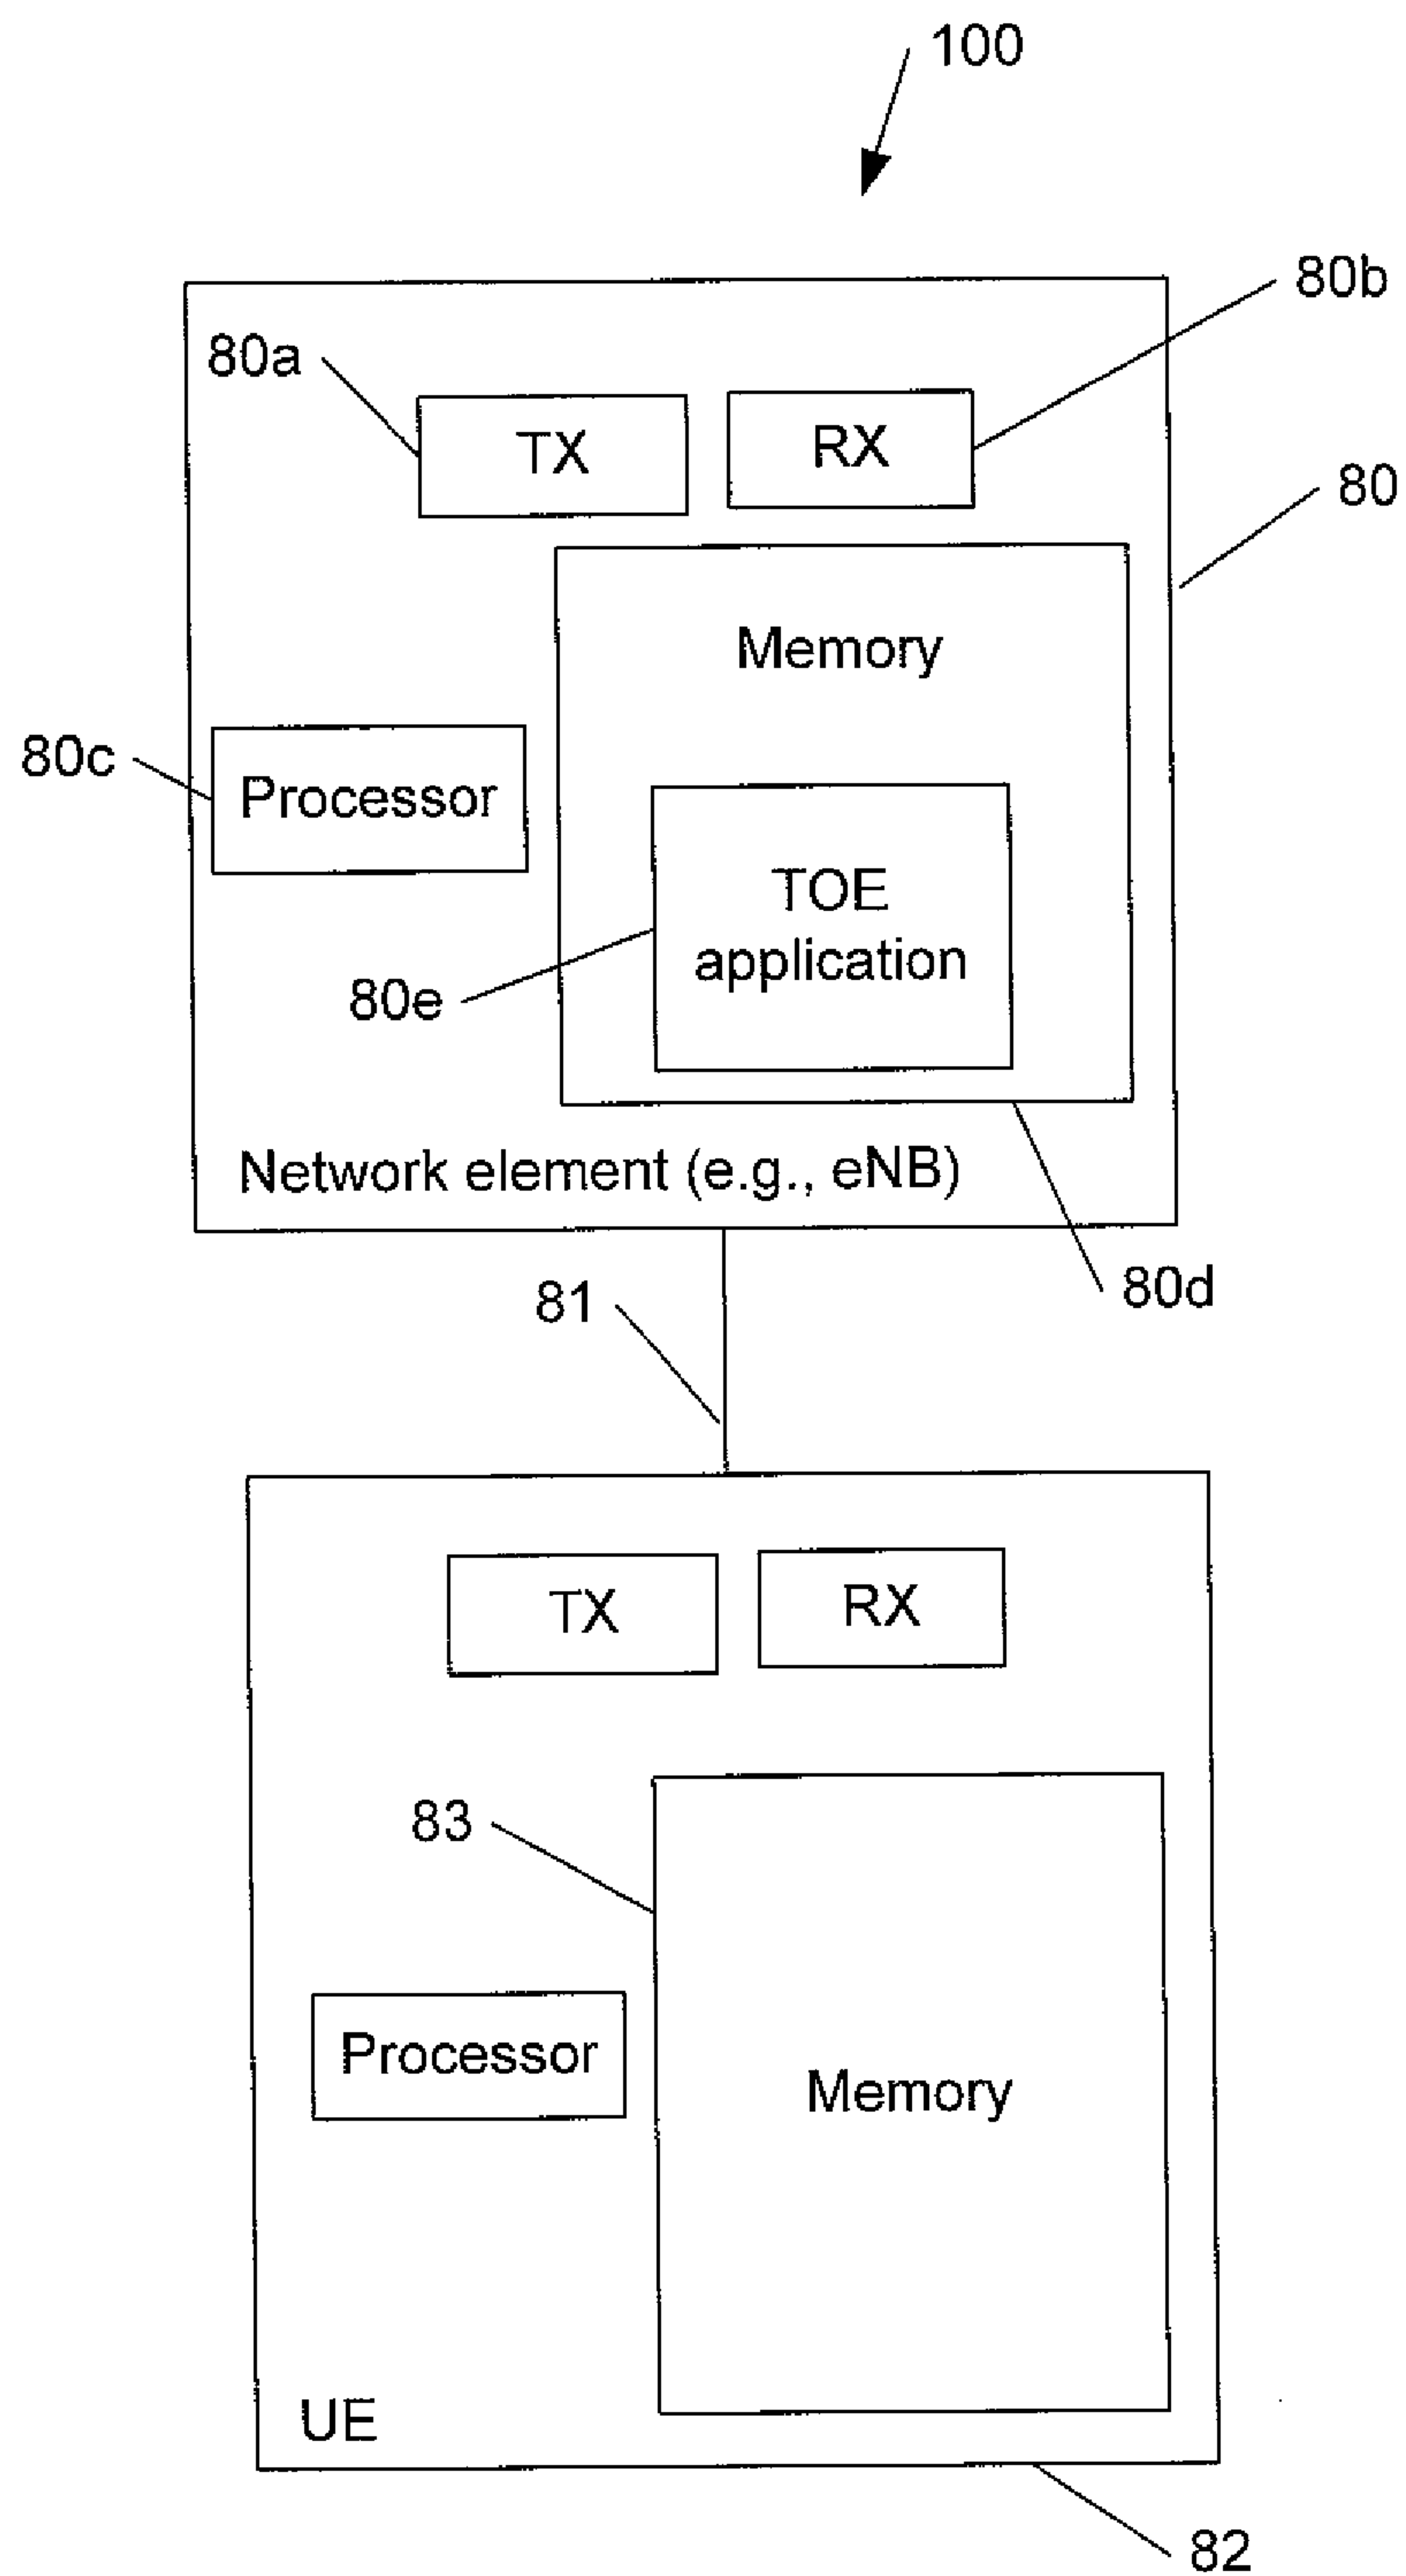 100
80b
80a
TX
RX
80
Memory
80c
Processor
TOE
application
80e
Network element (e.g., eNB)
80d
81
TX
RX
83
Processor
Memory
UE
82